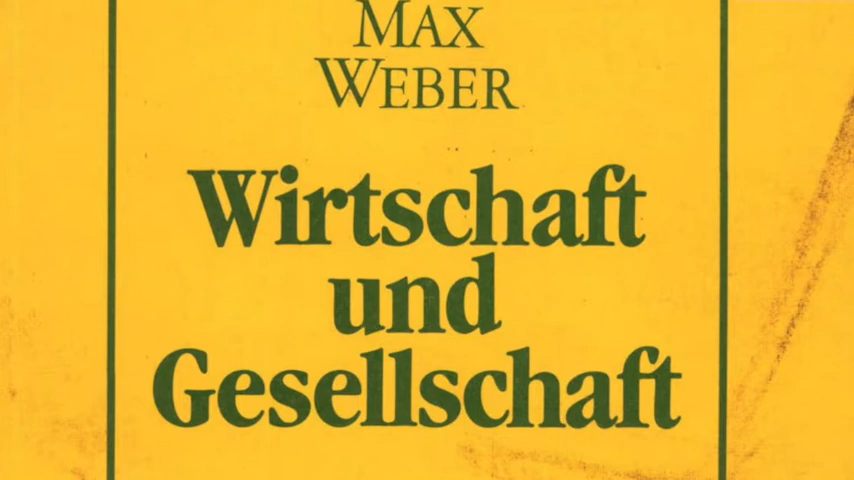 MAX
WEBER
Wirtschaft
und
Gesellschaft